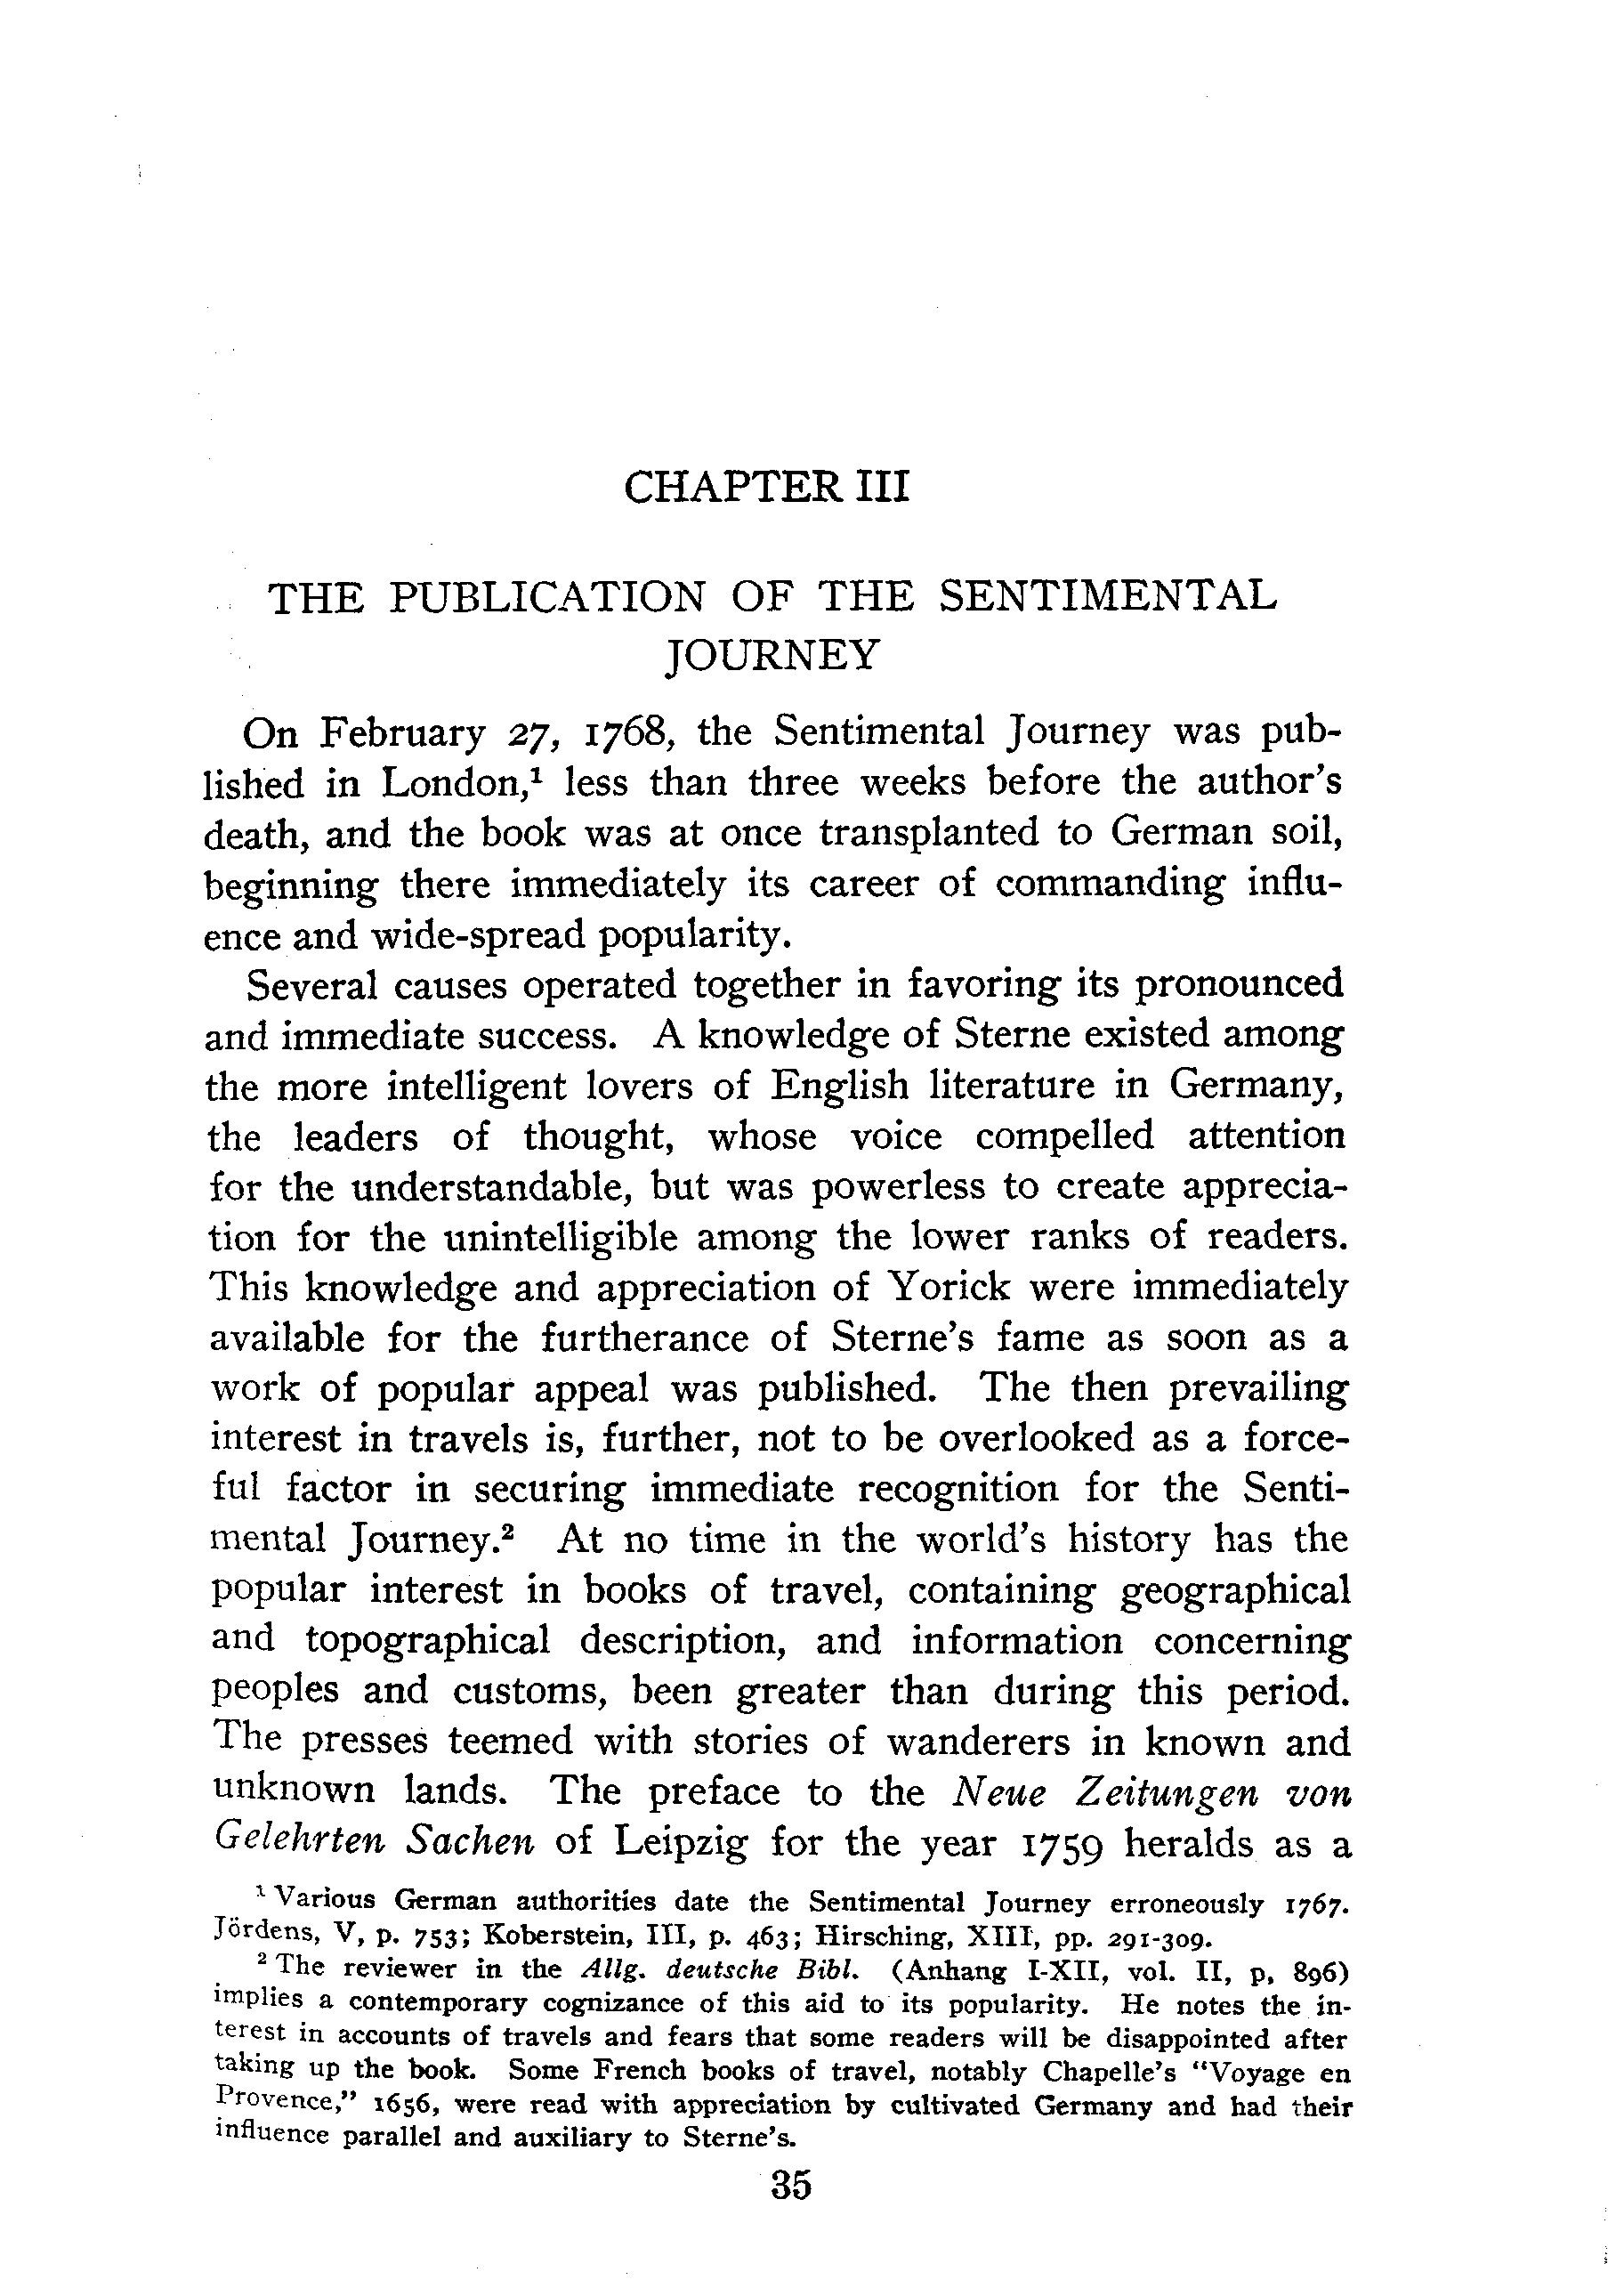 CHAPTER III
THE PUBLICATION OF THE SENTIMENTAL
JOURNEY
On February 27, 1768, the Sentimental Journey was pub-
lished in London,¹ less than three weeks before the author's
death, and the book was at once transplanted to German soil,
beginning there immediately its career of commanding influ-
ence and wide-spread popularity.
Several causes operated together in favoring its pronounced
and immediate success. A knowledge of Sterne existed among
the more intelligent lovers of English literature in Germany,
the leaders of thought, whose voice compelled attention
for the understandable, but was powerless to create apprecia-
tion for the unintelligible among the lower ranks of readers.
This knowledge and appreciation of Yorick were immediately
available for the furtherance of Sterne's fame as soon as a
work of popular appeal was published. The then prevailing
interest in travels is, further, not to be overlooked as a force-
ful factor in securing immediate recognition for the Senti-
mental Journey.² At no time in the world's history has the
popular interest in books of travel, containing geographical
and topographical description, and information concerning
peoples and customs, been greater than during this period.
The presses teemed with stories of wanderers in known and
unknown lands. The preface to the Neue Zeitungen von
Gelehrten Sachen of Leipzig for the year 1759 heralds as a
¹ Various German authorities date the Sentimental Journey erroneously 1767.
Jördens, V, p. 753; Koberstein, III, p. 463; Hirsching, XIII, pp. 291-309.
² The reviewer in the Allg. deutsche Bibl. (Anhang I-XII, vol. II, p. 896)
implies a contemporary cognizance of this aid to its popularity. He notes the in-
terest in accounts of travels and fears that some readers will be disappointed after
taking up the book. Some French books of travel, notably Chapelle's "Voyage en
Provence," 1656, were read with appreciation by cultivated Germany and had their
influence parallel and auxiliary to Sterne's.
35